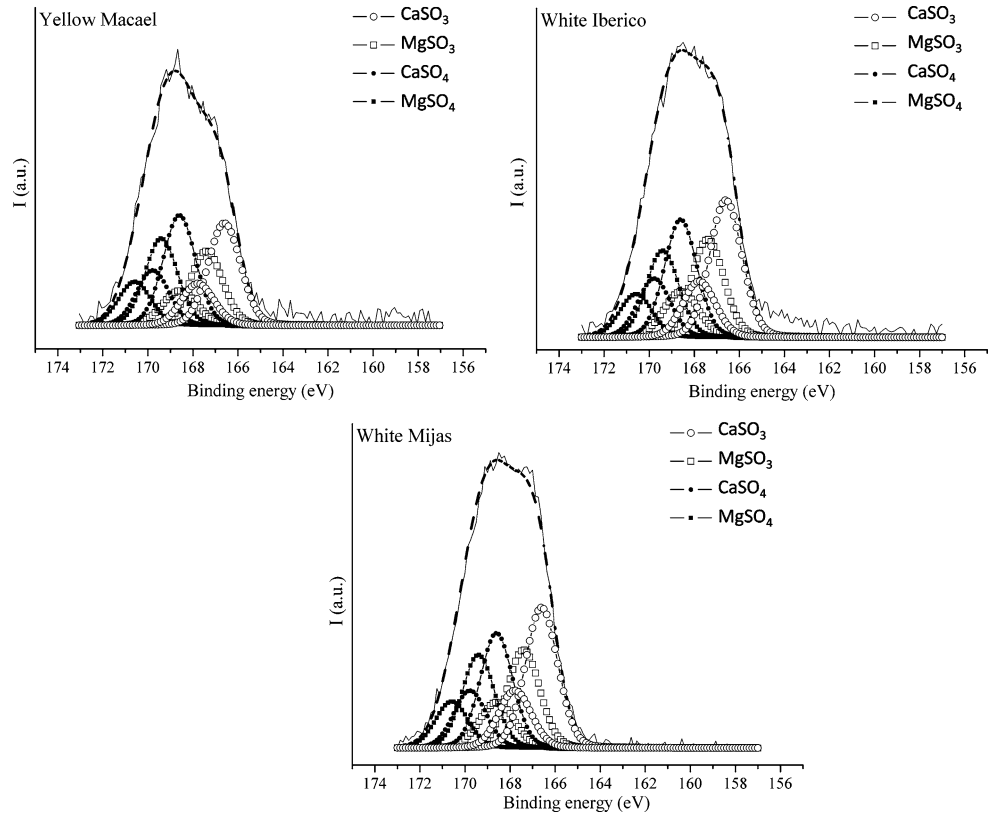 Yellow Macael
CaSO3
MgSO3
CaSO4
MgSO4
I (a.u.)
174 172 170 168 166 164 162 160 158 156
Binding energy (eV)
White Iberico
CaSO3
MgSO3
CaSO4
MgSO4
I (a.u.)
174 172 170 168 166 164 162 160 158 156
Binding energy (eV)
White Mijas
CaSO3
MgSO3
CaSO4
MgSO4
I (a.u.)
174 172 170 168 166 164 162 160 158 156
Binding energy (eV)